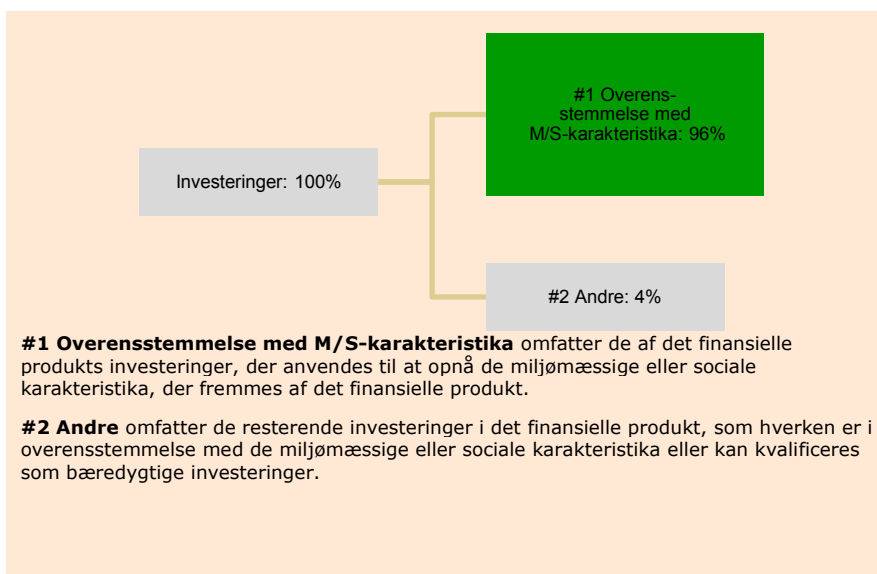 #1 Overens-
stemmelse med
M/S-karakteristika: 96%
Investeringer: 100%
#2 Andre: 4%
#1 Overensstemmelse med M/S-karakteristika omfatter de af det finansielle
produkts investeringer, der anvendes til at opnå de miljømæssige eller sociale
karakteristika, der fremmes af det finansielle produkt.
#2 Andre omfatter de resterende investeringer i det finansielle produkt, som hverken er i
overensstemmelse med de miljømæssige eller sociale karakteristika eller kan kvalificeres
som bæredygtige investeringer.